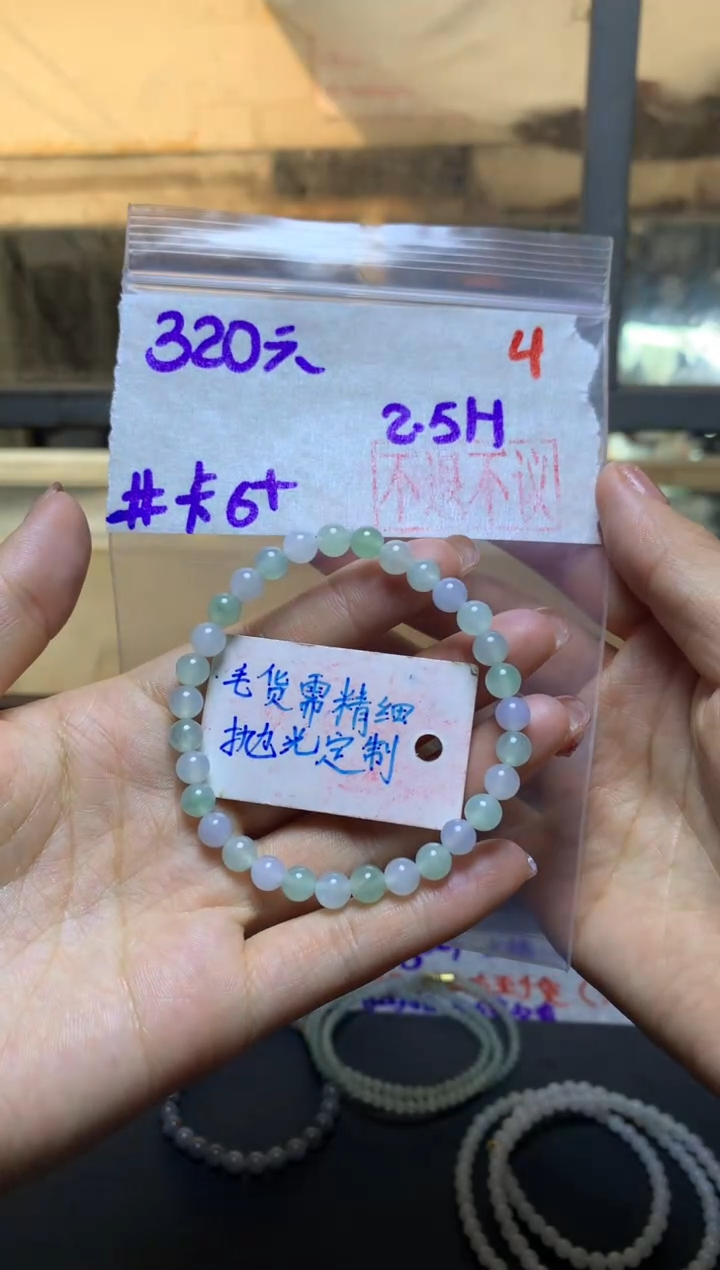 320元
4
2.5H
#卡6+
不退不议
毛货需精细
抛光定制